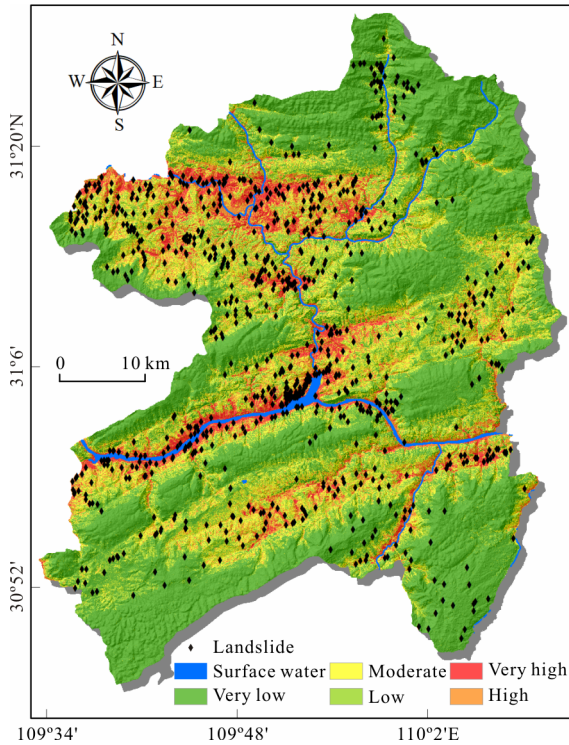 N
W E
S
31°20'N
0 10 km
31°6'
30°52'
Landslide
Surface water Moderate Very high
Very low Low High
109°34' 109°48' 110°2'E